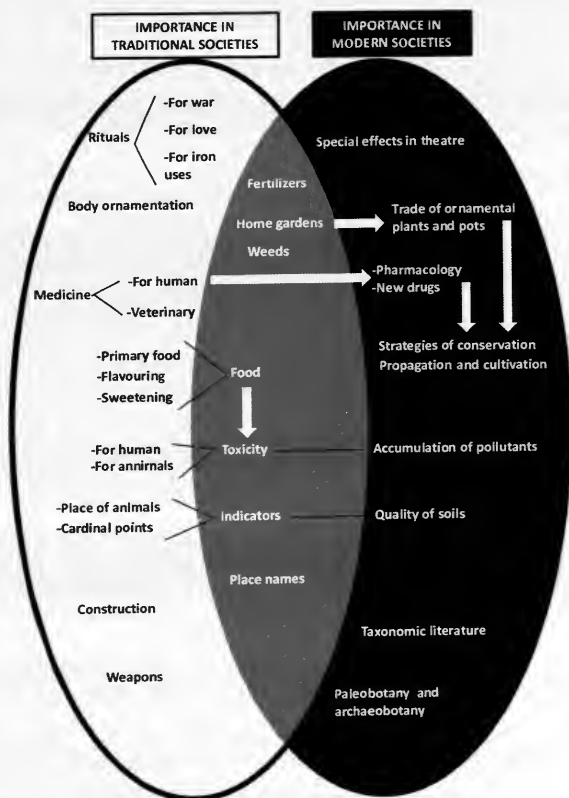 IMPORTANCE IN
TRADITIONAL SOCIETIES
IMPORTANCE IN
MODERN SOCIETIES
Rituals
-For war
-For love
-For iron
uses
Body ornamentation
Medicine
-For human
-Veterinary
-Primary food
-Flavouring
-Sweetening
-For human
-For annirnals
-Place of animals
-Cardinal points
Construction
Weapons
Fertilizers
Home gardens
Weeds
Food
Toxicity
Indicators
Place names
Special effects in theatre
Trade of ornamental
plants and pots
-Pharmacology
-New drugs
Strategies of conservation
Propagation and cultivation
Accumulation of pollutants
Quality of soils
Taxonomic literature
Paleobotany and
archaeobotany